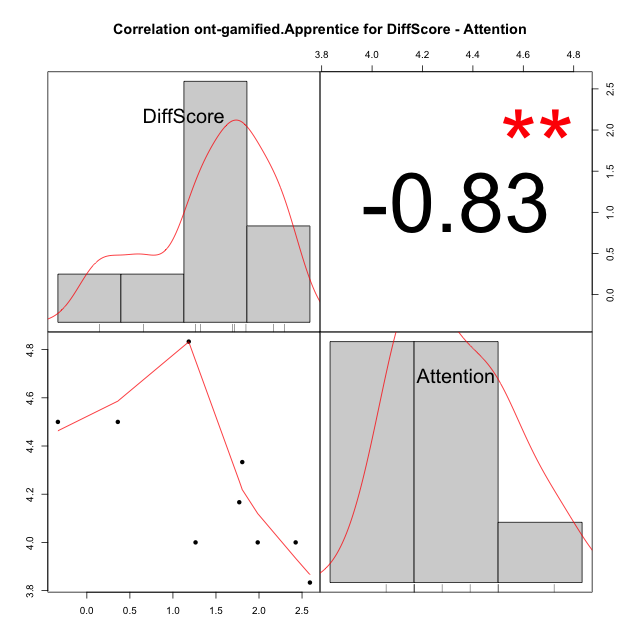 Correlation ont-gamified.Apprentice for DiffScore - Attention
3.8 4.0 4.2 4.4 4.6 4.8
DiffScore
**
-0.83
2.5
2.0
1.5
1.0
0.5
0.0
4.8
4.6
4.4
4.2
4.0
3.8
Attention
0.0 0.5 1.0 1.5 2.0 2.5